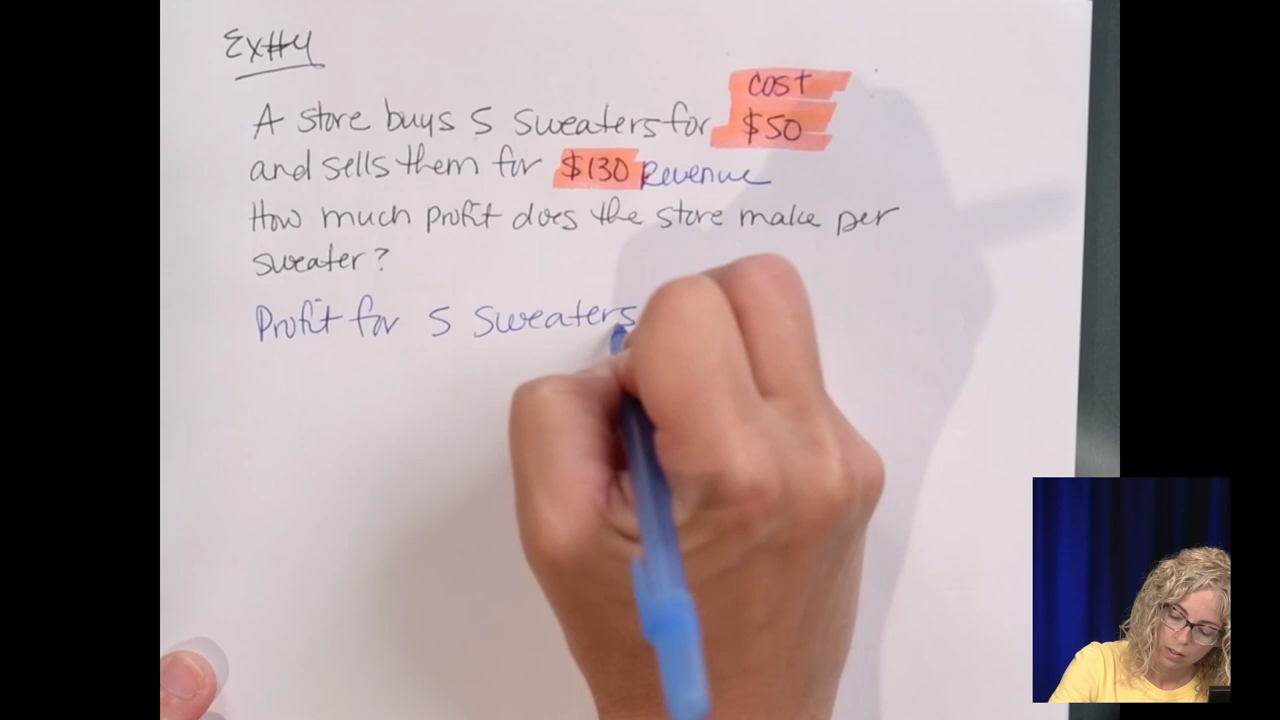 Ex#4
cost
A store buys 5 sweaters for $50
and sells them for $130 Revenue
How much profit does the store make per
sweater?
Profit for 5 Sweaters